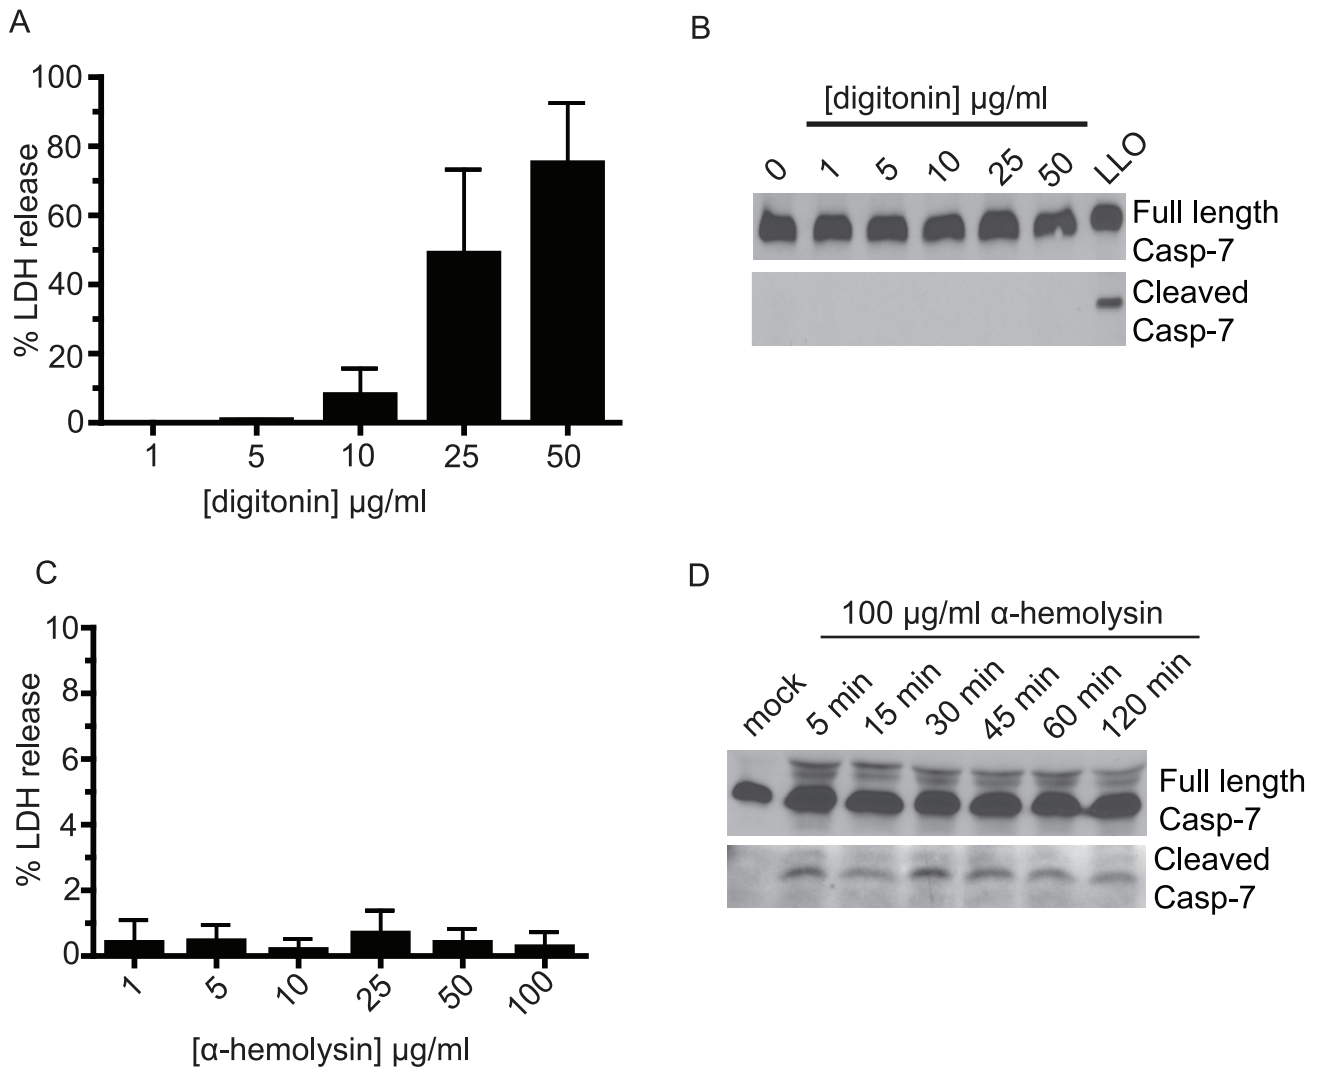 A
% LDH release
100
80
60
40
20
0
1 5 10 25 50
[digitonin] µg/ml
B
[digitonin] µg/ml
0 1 5 10 25 50 LLO
Full length
Casp-7
Cleaved
Casp-7
C
% LDH release
10
8
6
4
2
0
1 5 10 25 50 100
[α-hemolysin] µg/ml
D
100 µg/ml α-hemolysin
mock 5 min 15 min 30 min 45 min 60 min 120 min
Full length
Casp-7
Cleaved
Casp-7